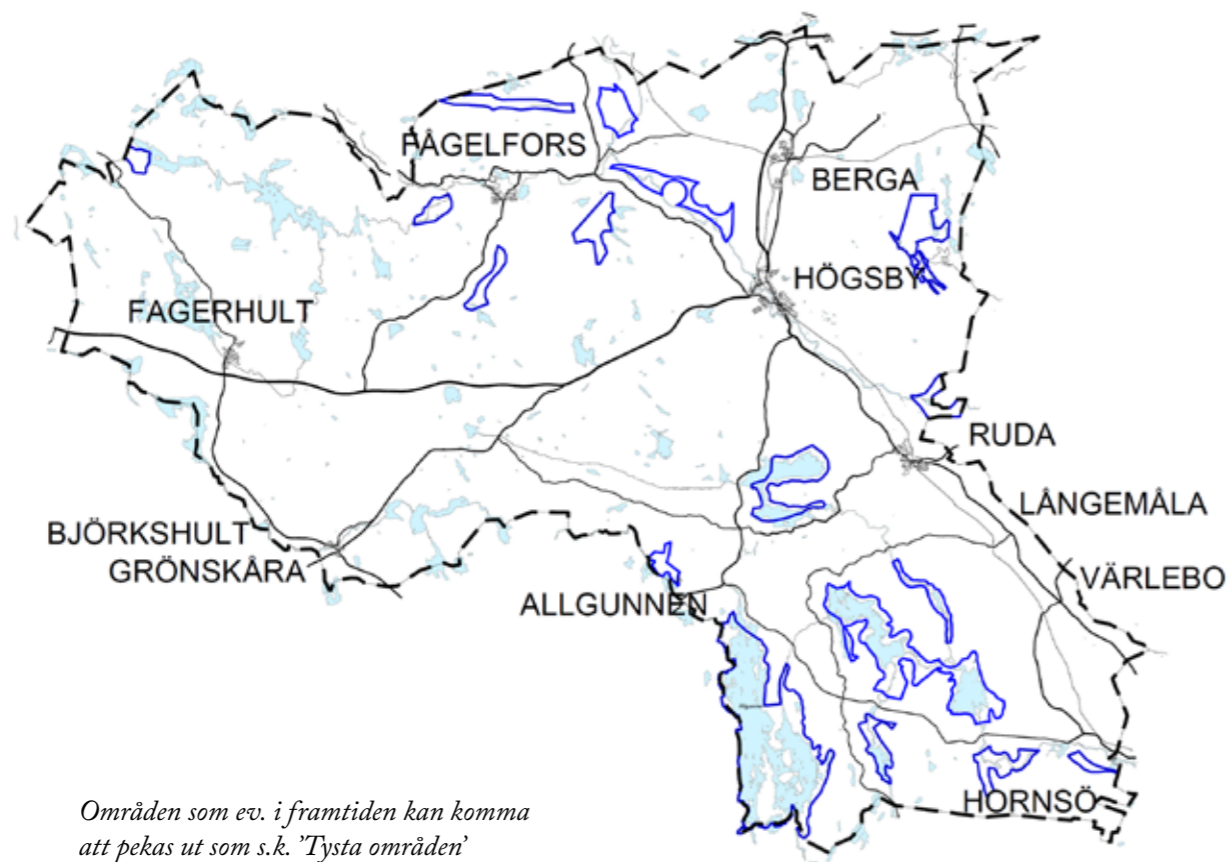 FÅGELFORS
BERGA
HÖGSBY
FAGERHULT
RUDA
LÅNGEMÅLA
BJÖRKSHULT
GRÖNSKÅRA
VÄRLEBO
ALLGUNNEN
HORNSÖ
Områden som ev. i framtiden kan komma
att pekas ut som s.k. ’Tysta områden’